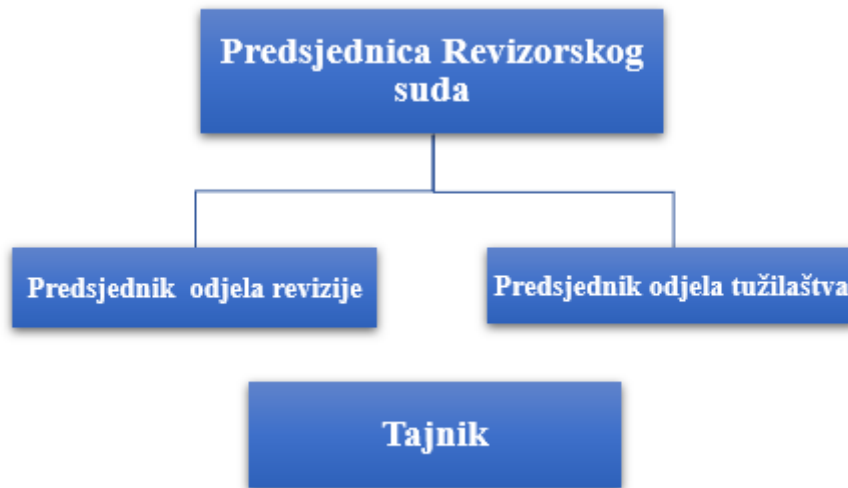 Predsjednica Revizorskog
suda
Predsjednik odjela revizije
Predsjednik odjela tužilaštva
Tajnik